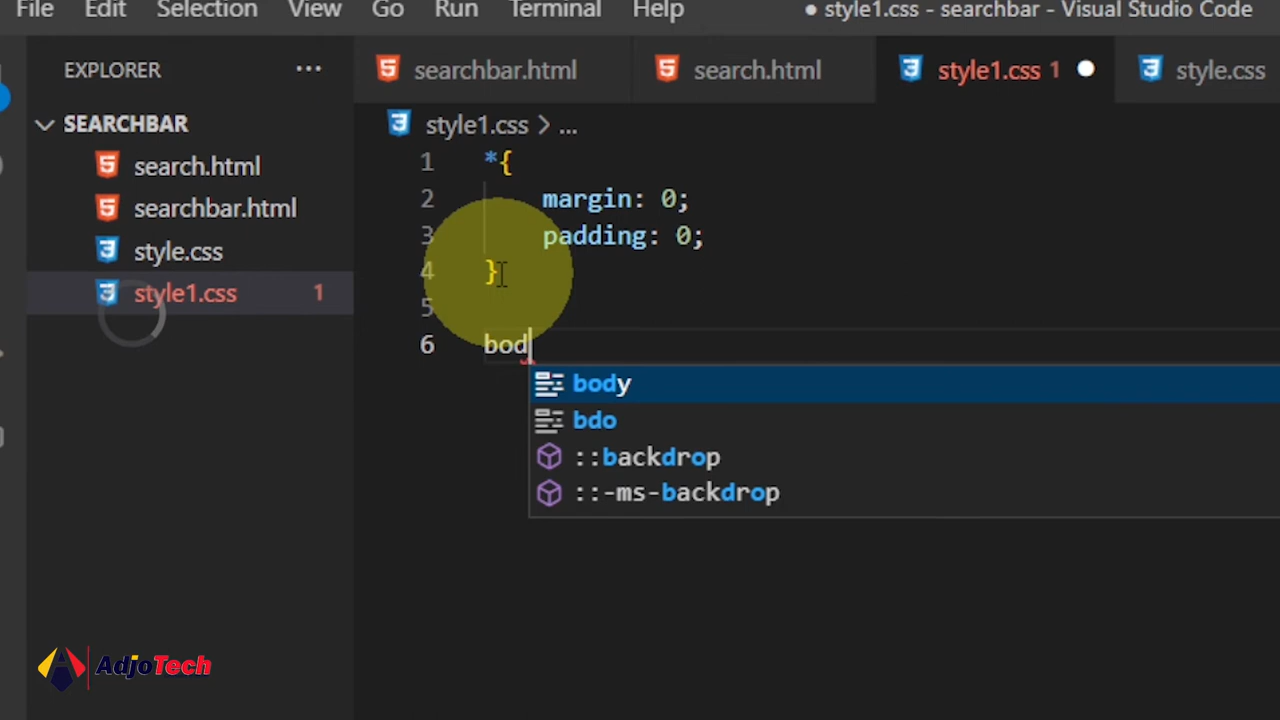 File Edit Selection View Go Run Terminal Help ● style1.css - searchbar - Visual Studio Code
EXPLORER ··· searchbar.html search.html style1.css 1 style.css
SEARCHBAR style1.css > ...
search.html
searchbar.html
style.css
style1.css 1
1 *{
2 margin: 0;
3 padding: 0;
4 }
5
6 bod
body
bdo
::backdrop
::-ms-backdrop
AdjoTech